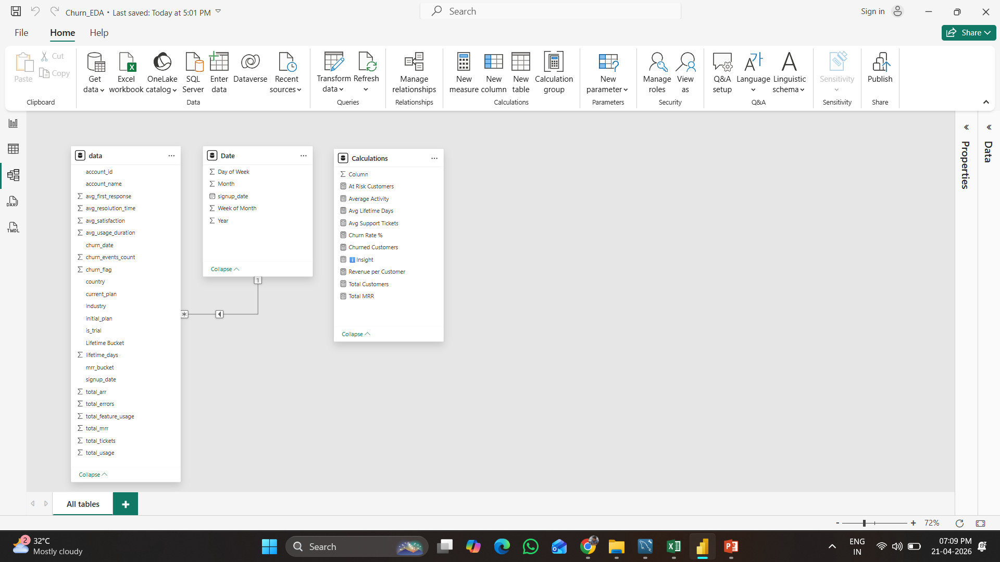 Churn_EDA • Last saved: Today at 5:01 PM
Search
Sign in
File
Home
Help
Share
Paste
Cut
Copy
Clipboard
Get data
Excel workbook
OneLake catalog
SQL Server
Enter data
Dataverse
Recent sources
Data
Transform data
Refresh
Queries
Manage relationships
Relationships
New measure
New column
New table
Calculation group
Calculations
New parameter
Parameters
Manage roles
View as
Security
Q&A setup
Language
Linguistic schema
Q&A
Sensitivity
Sensitivity
Publish
Share
DAX
TMDL
data
account_id
account_name
avg_first_response
avg_resolution_time
avg_satisfaction
avg_usage_duration
churn_date
churn_events_count
churn_flag
country
current_plan
industry
initial_plan
is_trial
Lifetime Bucket
lifetime_days
mrr_bucket
signup_date
total_arr
total_errors
total_feature_usage
total_mrr
total_tickets
total_usage
Collapse
Date
Day of Week
Month
signup_date
Week of Month
Year
Collapse
1
Calculations
Column
At Risk Customers
Average Activity
Avg Lifetime Days
Avg Support Tickets
Churn Rate %
Churned Customers
ℹ️ Insight
Revenue per Customer
Total Customers
Total MRR
Collapse
Properties
Data
All tables
- + 72%
2
32°C
Mostly cloudy
Search
ENG
IN
07:09 PM
21-04-2026